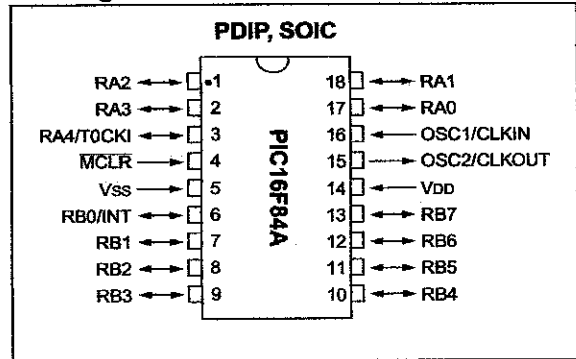 PDIP, SOIC
RA2 1 18 RA1
RA3 2 17 RA0
RA4/T0CKI 3 16 OSC1/CLKIN
MCLR 4 15 OSC2/CLKOUT
VSS 5 14 VDD
RB0/INT 6 13 RB7
RB1 7 12 RB6
RB2 8 11 RB5
RB3 9 10 RB4
PIC16F84A